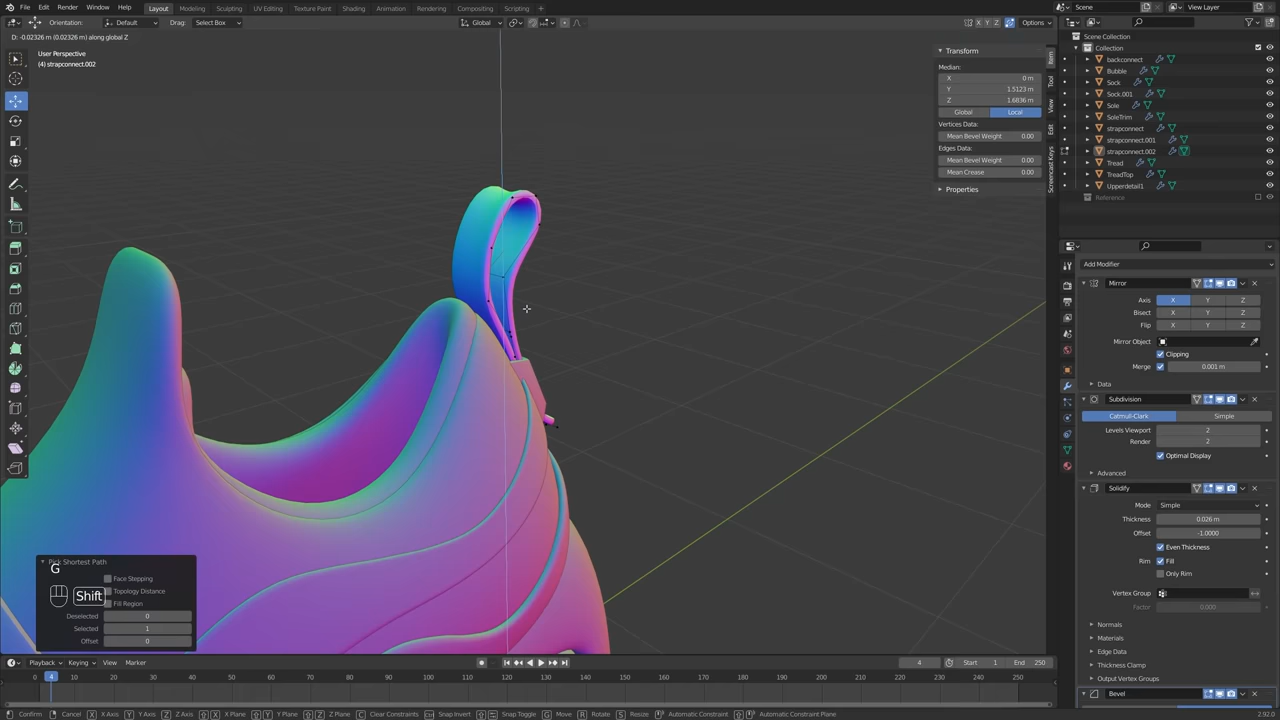 File Edit Render Window Help Layout Modeling Sculpting UV Editing Texture Paint Shading Animation Rendering Compositing Scripting Scene View Layer
Orientation: Default Drag: Select Box Global X Y Z Options
D: -0.02326 m (0.02326 m) along global Z
User Perspective
(4) strapconnect.002
Transform
Median:
X 0 m
Y 1.5123 m
Z 1.6836 m
Global Local
Vertices Data:
Mean Bevel Weight 0.00
Edges Data:
Mean Bevel Weight 0.00
Mean Crease 0.00
Properties
Item
Tool
View
Edit
Screencast Keys
Scene Collection
Collection
backconnect
Bubble
Sock
Sock.001
Sole
SoleTrim
strapconnect
strapconnect.001
strapconnect.002
Tread
TreadTop
Upperdetail1
Reference
Add Modifier
Mirror
Axis X Y Z
Bisect X Y Z
Flip X Y Z
Mirror Object
Clipping
Merge 0.001 m
Data
Subdivision
Catmull-Clark Simple
Levels Viewport 2
Render 2
Optimal Display
Advanced
Solidify
Mode Simple
Thickness 0.026 m
Offset -1.0000
Even Thickness
Rim Fill
Only Rim
Vertex Group
Factor 0.000
Normals
Materials
Edge Data
Thickness Clamp
Output Vertex Groups
Bevel
Pick Shortest Path
G
Face Stepping
Shift
Topology Distance
Fill Region
Deselected 0
Selected 1
Offset 0
Playback Keying View Marker 4 Start 1 End 250
0 4 10 20 30 40 50 60 70 80 90 100 110 120 130 140 150 160 170 180 190 200 210 220 230 240 250
Confirm Cancel X Axis Y Axis Z Axis X Plane Y Plane Z Plane Clear Constraints Snap Invert Snap Toggle Move Rotate Resize Automatic Constraint Automatic Constraint Plane 2.92.0